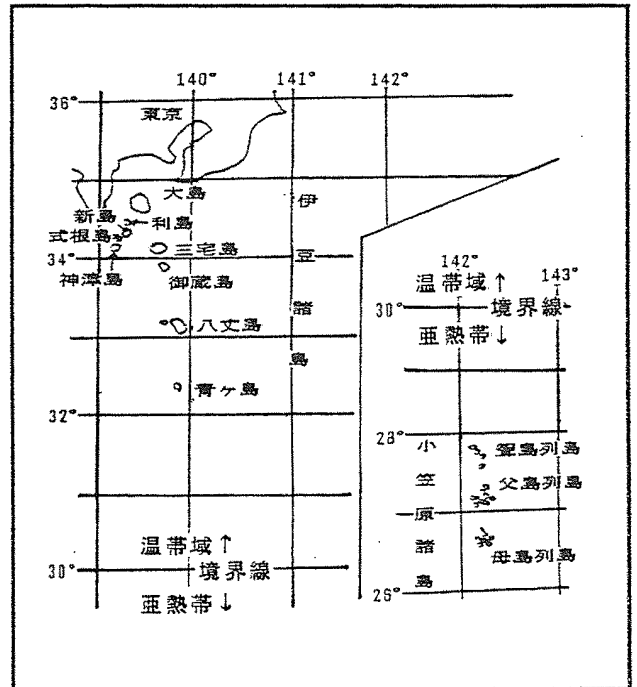 140° 141° 142°
36°
東京
大島
新島
利島
式根島
三宅島
34°
神津島
御蔵島
八丈島
青ヶ島
32°
伊豆諸島
温帯域↑
30° 境界線
亜熱帯↓
142° 143°
温帯域↑
30° 境界線
亜熱帯↓
28°
聟島列島
父島列島
母島列島
小笠原諸島
26°